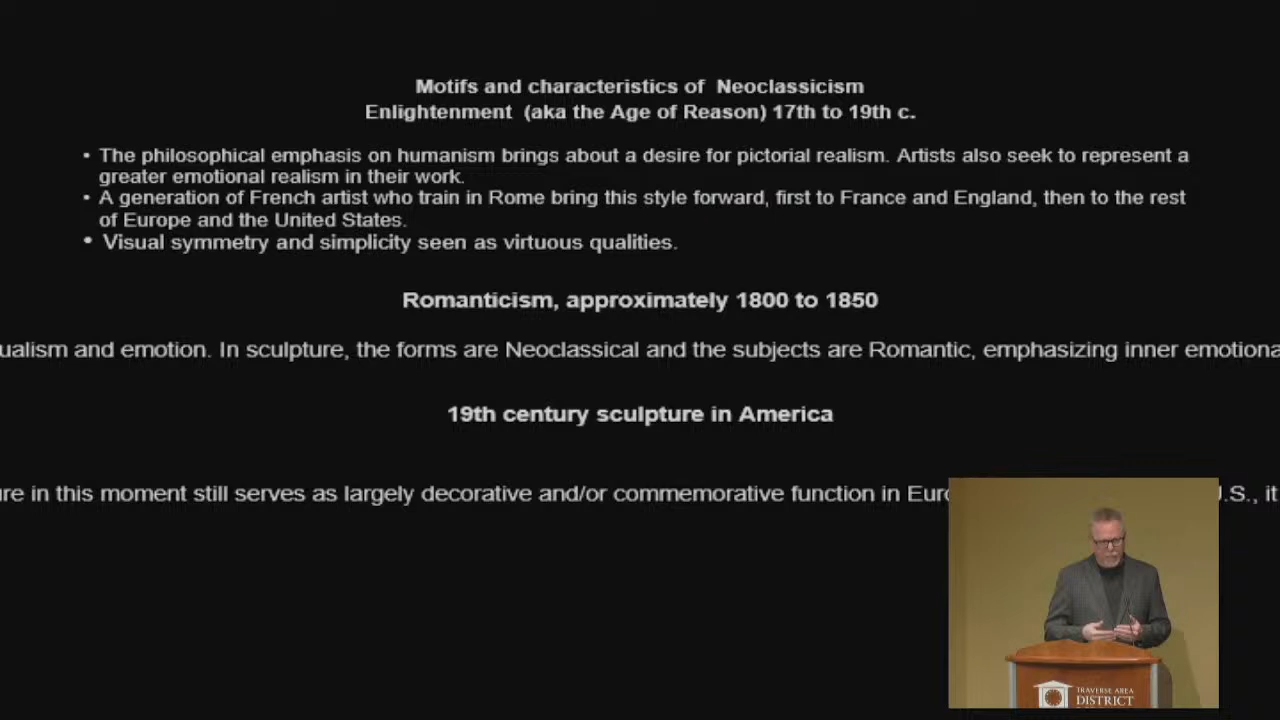 Motifs and characteristics of Neoclassicism
Enlightenment (aka the Age of Reason) 17th to 19th c.
• The philosophical emphasis on humanism brings about a desire for pictorial realism. Artists also seek to represent a
greater emotional realism in their work.
• A generation of French artist who train in Rome bring this style forward, first to France and England, then to the rest
of Europe and the United States.
• Visual symmetry and simplicity seen as virtuous qualities.
Romanticism, approximately 1800 to 1850
ualism and emotion. In sculpture, the forms are Neoclassical and the subjects are Romantic, emphasizing inner emotiona
19th century sculpture in America
ure in this moment still serves as largely decorative and/or commemorative function in Euro U.S., it
TRAVERSE AREA
DISTRICT